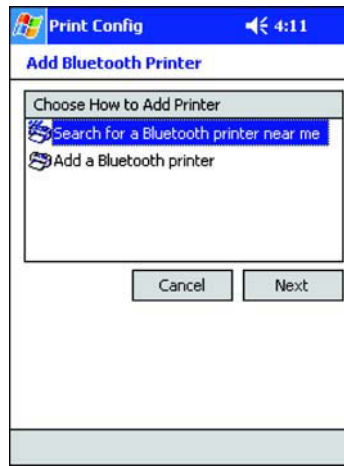 Print Config 4:11
Add Bluetooth Printer
Choose How to Add Printer
Search for a Bluetooth printer near me
Add a Bluetooth printer
Cancel Next